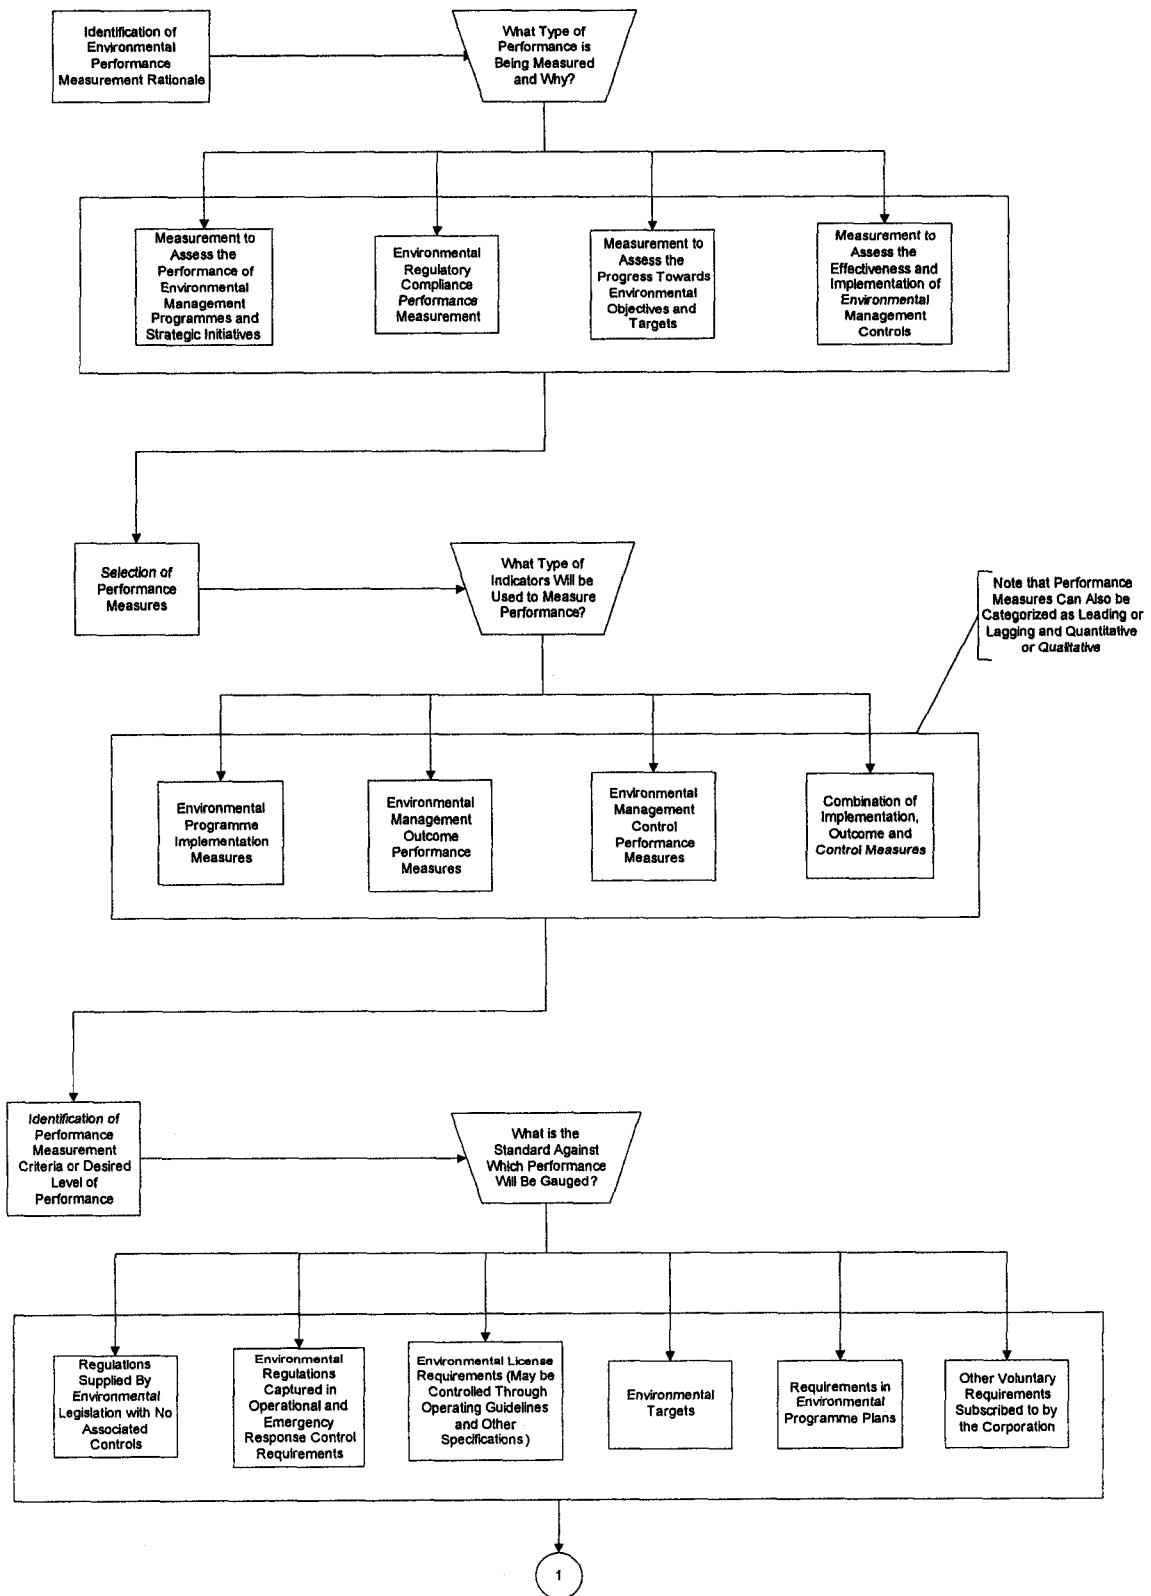 Identification of
Environmental
Performance
Measurement Rationale
What Type of
Performance is
Being Measured
and Why?
Measurement to
Assess the
Performance of
Environmental
Management
Programmes and
Strategic Initiatives
Environmental
Regulatory
Compliance
Performance
Measurement
Measurement to
Assess the
Progress Towards
Environmental
Objectives and
Targets
Measurement to
Assess the
Effectiveness and
Implementation of
Environmental
Management
Controls
Selection of
Performance
Measures
What Type of
Indicators Will be
Used to Measure
Performance?
Note that Performance
Measures Can Also be
Categorized as Leading or
Lagging and Quantitative
or Qualitative
Environmental
Programme
Implementation
Measures
Environmental
Management
Outcome
Performance
Measures
Environmental
Management
Control
Performance
Measures
Combination of
Implementation,
Outcome and
Control Measures
Identification of
Performance
Measurement
Criteria or Desired
Level of
Performance
What is the
Standard Against
Which Performance
Will Be Gauged?
Regulations
Supplied By
Environmental
Legislation with No
Associated
Controls
Environmental
Regulations
Captured in
Operational and
Emergency
Response Control
Requirements
Environmental License
Requirements (May be
Controlled Through
Operating Guidelines
and Other
Specifications)
Environmental
Targets
Requirements in
Environmental
Programme Plans
Other Voluntary
Requirements
Subscribed to by
the Corporation
1